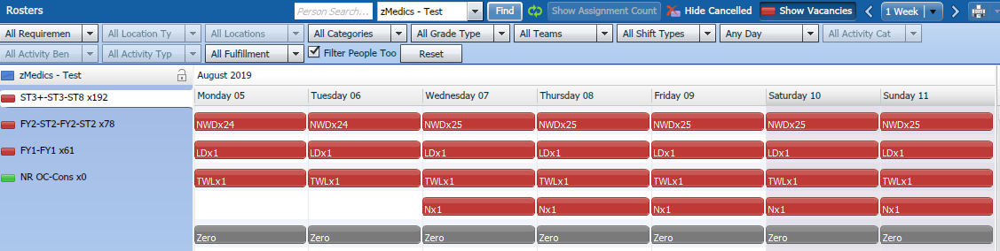 Rosters Person Search... zMedics - Test Find Show Assignment Count Hide Cancelled Show Vacancies 1 Week
All Requiremen All Location Ty All Locations All Categories All Grade Type All Teams All Shift Types Any Day All Activity Cat
All Activity Ben All Activity Typ All Fulfillment Filter People Too Reset
zMedics - Test August 2019
ST3+-ST3-ST8 x192 Monday 05 Tuesday 06 Wednesday 07 Thursday 08 Friday 09 Saturday 10 Sunday 11
FY2-ST2-FY2-ST2 x78 NWDx24 NWDx24 NWDx25 NWDx25 NWDx25 NWDx25 NWDx25
FY1-FY1 x61 LDx1 LDx1 LDx1 LDx1 LDx1 LDx1 LDx1
NR OC-Cons x0 TWLx1 TWLx1 TWLx1 TWLx1 TWLx1 TWLx1 TWLx1
Nx1 Nx1 Nx1 Nx1 Nx1
Zero Zero Zero Zero Zero Zero Zero